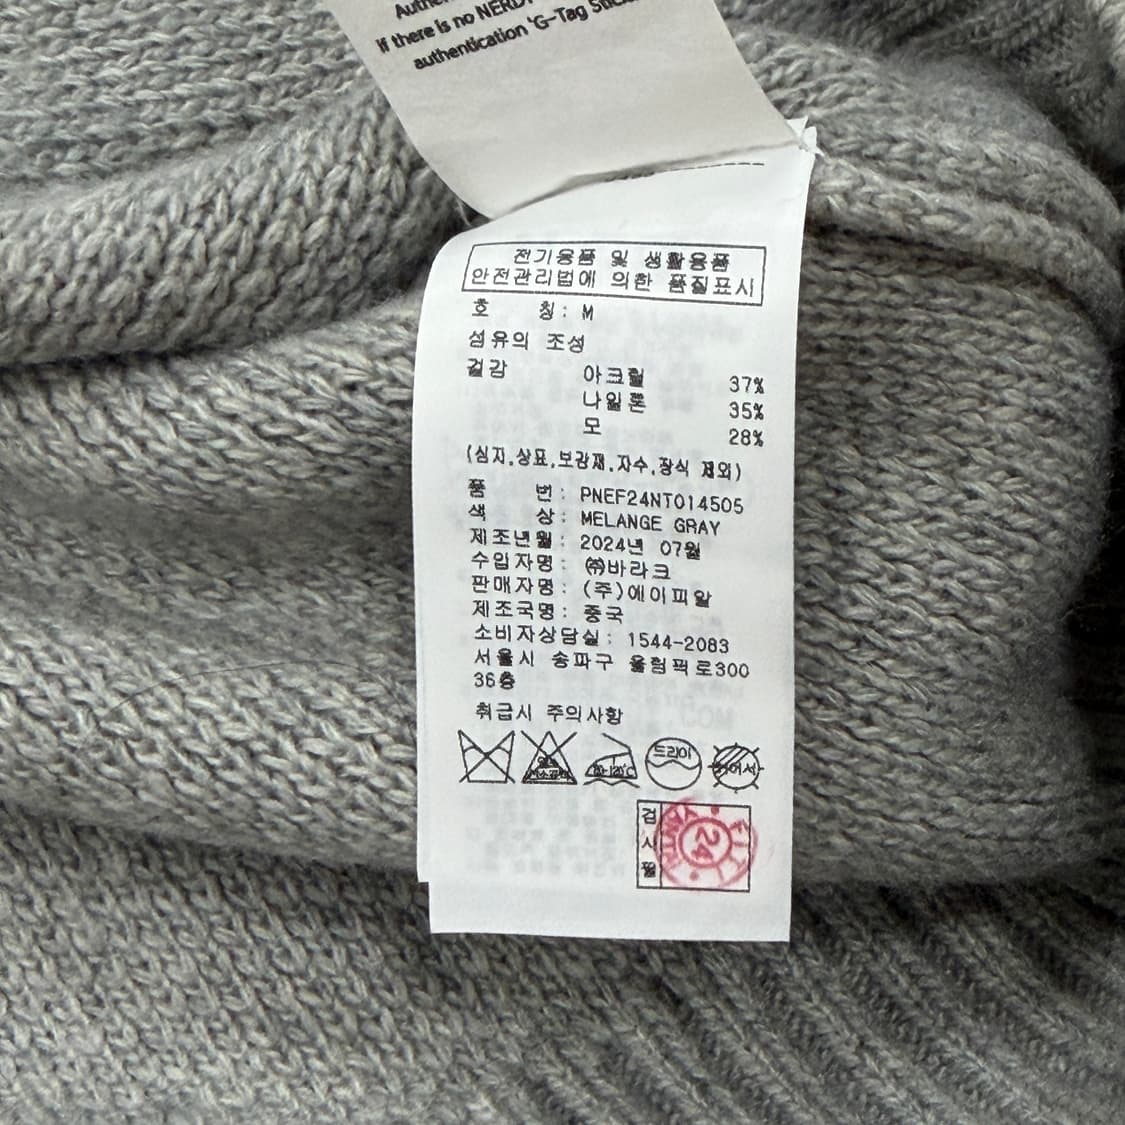 Authe
If there is no NERDY
authentication 'G-Tag Stick
전기용품 및 생활용품
안전관리법에 의한 품질표시
호 칭: M
섬유의 조성
겉감 아크릴 37%
나일론 35%
모 28%
(심지,상표,보강재,자수,장식 제외)
품 번: PNEF24NT014505
색 상: MELANGE GRAY
제조년월: 2024년 07월
수입자명: ㈜바라크
판매자명: (주)에이피알
제조국명: 중국
소비자상담실: 1544-2083
서울시 송파구 올림픽로300
36층
취급시 주의사항
80-120℃ 드라이 뉘어서
검 24
사
필